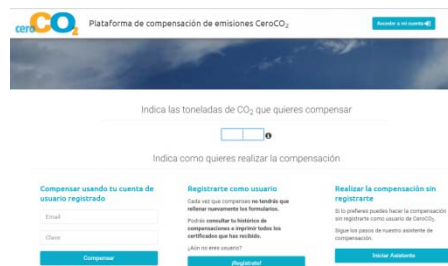 ceroCO2
Plataforma de compensación de emisiones CeroCO₂
Acceder a mi cuenta
Indica las toneladas de CO₂ que quieres compensar
Indica como quieres realizar la compensación
Compensar usando tu cuenta de
usuario registrado
Email
Clave
Compensar
Registrarte como usuario
Cada vez que compenses no tendrás que
rellenar nuevamente los formularios.
Podrás consultar tu histórico de
compensaciones e imprimir todos los
certificados que has recibido.
¿Aún no eres usuario?
¡Regístrate!
Realizar la compensación sin
registrarte
Si lo prefieres puedes hacer la compensación
sin registrarte como usuario de CeroCO₂.
Sigue los pasos de nuestro asistente de
compensación.
Iniciar Asistente